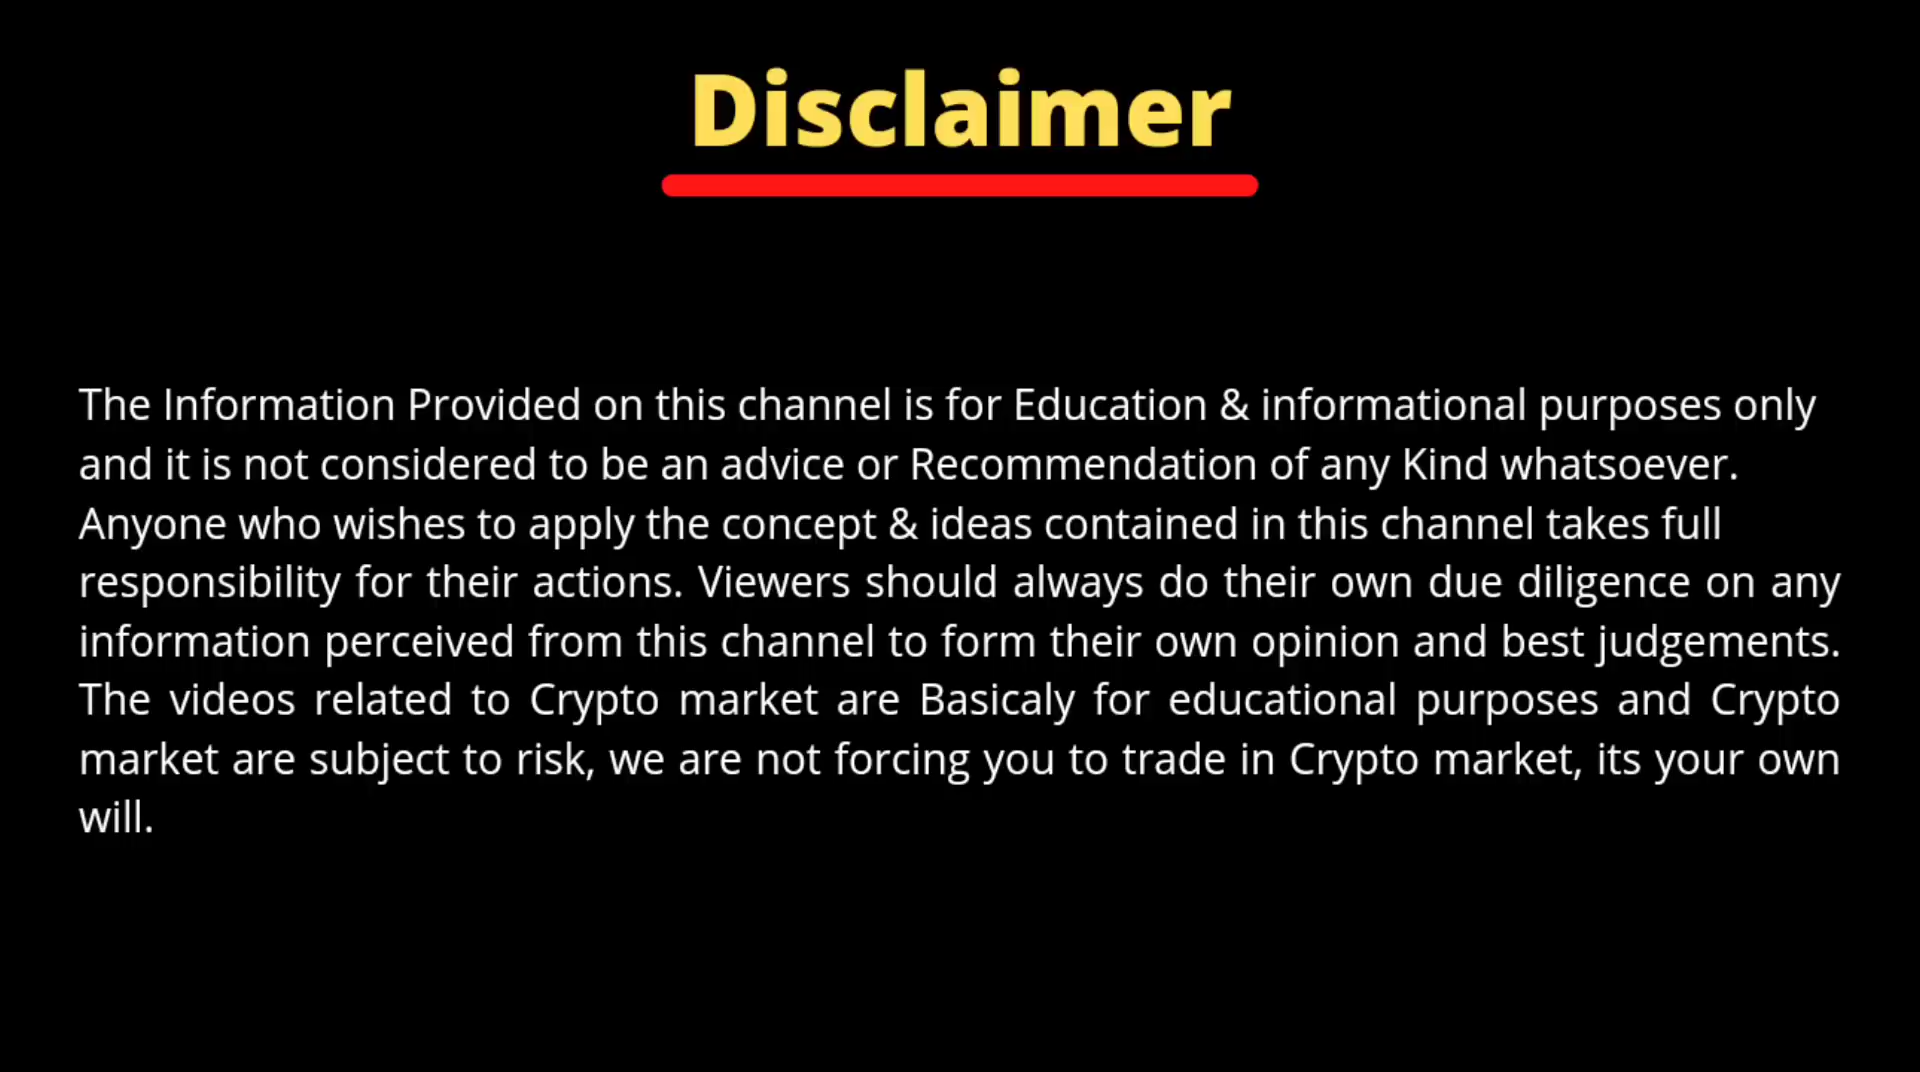 Disclaimer
The Information Provided on this channel is for Education & informational purposes only
and it is not considered to be an advice or Recommendation of any Kind whatsoever.
Anyone who wishes to apply the concept & ideas contained in this channel takes full
responsibility for their actions. Viewers should always do their own due diligence on any
information perceived from this channel to form their own opinion and best judgements.
The videos related to Crypto market are Basicaly for educational purposes and Crypto
market are subject to risk, we are not forcing you to trade in Crypto market, its your own
will.